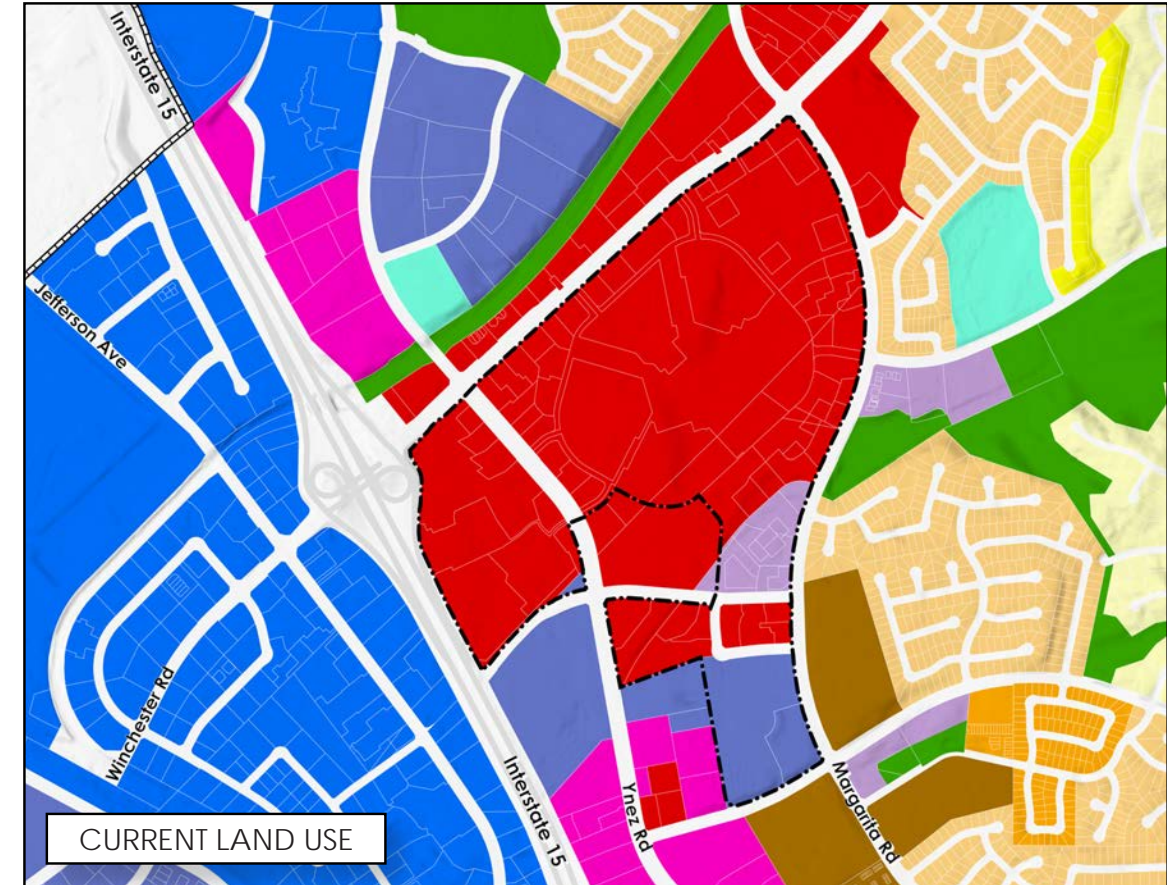 Interstate 15
Jefferson Ave
Winchester Rd
Interstate 15
Ynez Rd
Margarita Rd
CURRENT LAND USE